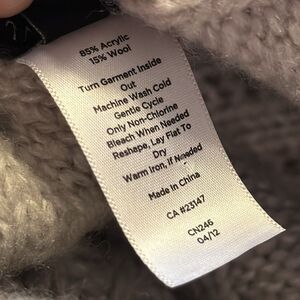 85% Acrylic
15% Wool
Turn Garment Inside
Out
Machine Wash Cold
Gentle Cycle
Only Non-Chlorine
Bleach When Needed
Reshape, Lay Flat To
Dry
Warm Iron, if Needed
Made in China
CA #23147
CN246
04/12